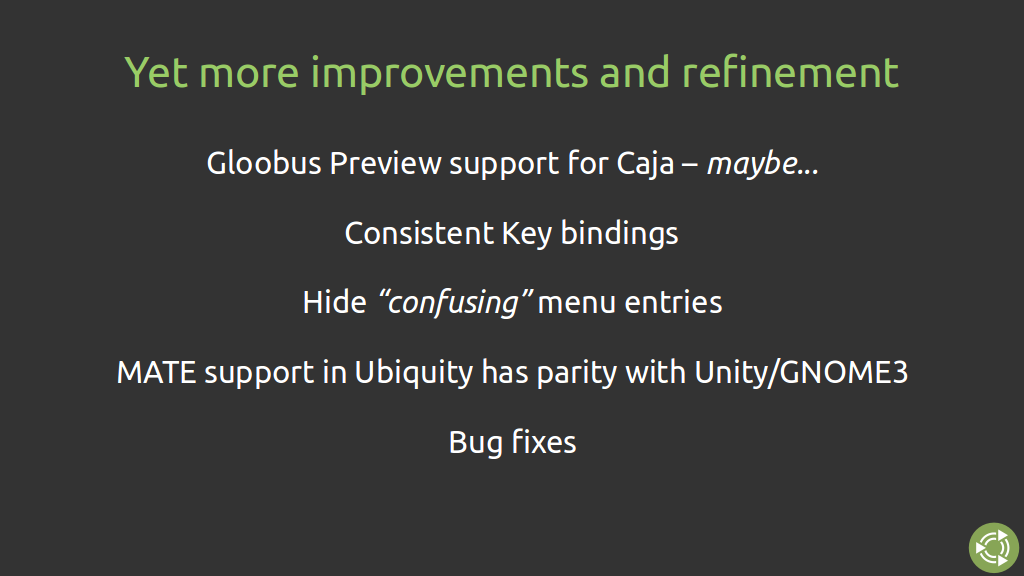 Yet more improvements and refinement
Gloobus Preview support for Caja – maybe...
Consistent Key bindings
Hide “confusing” menu entries
MATE support in Ubiquity has parity with Unity/GNOME3
Bug fixes